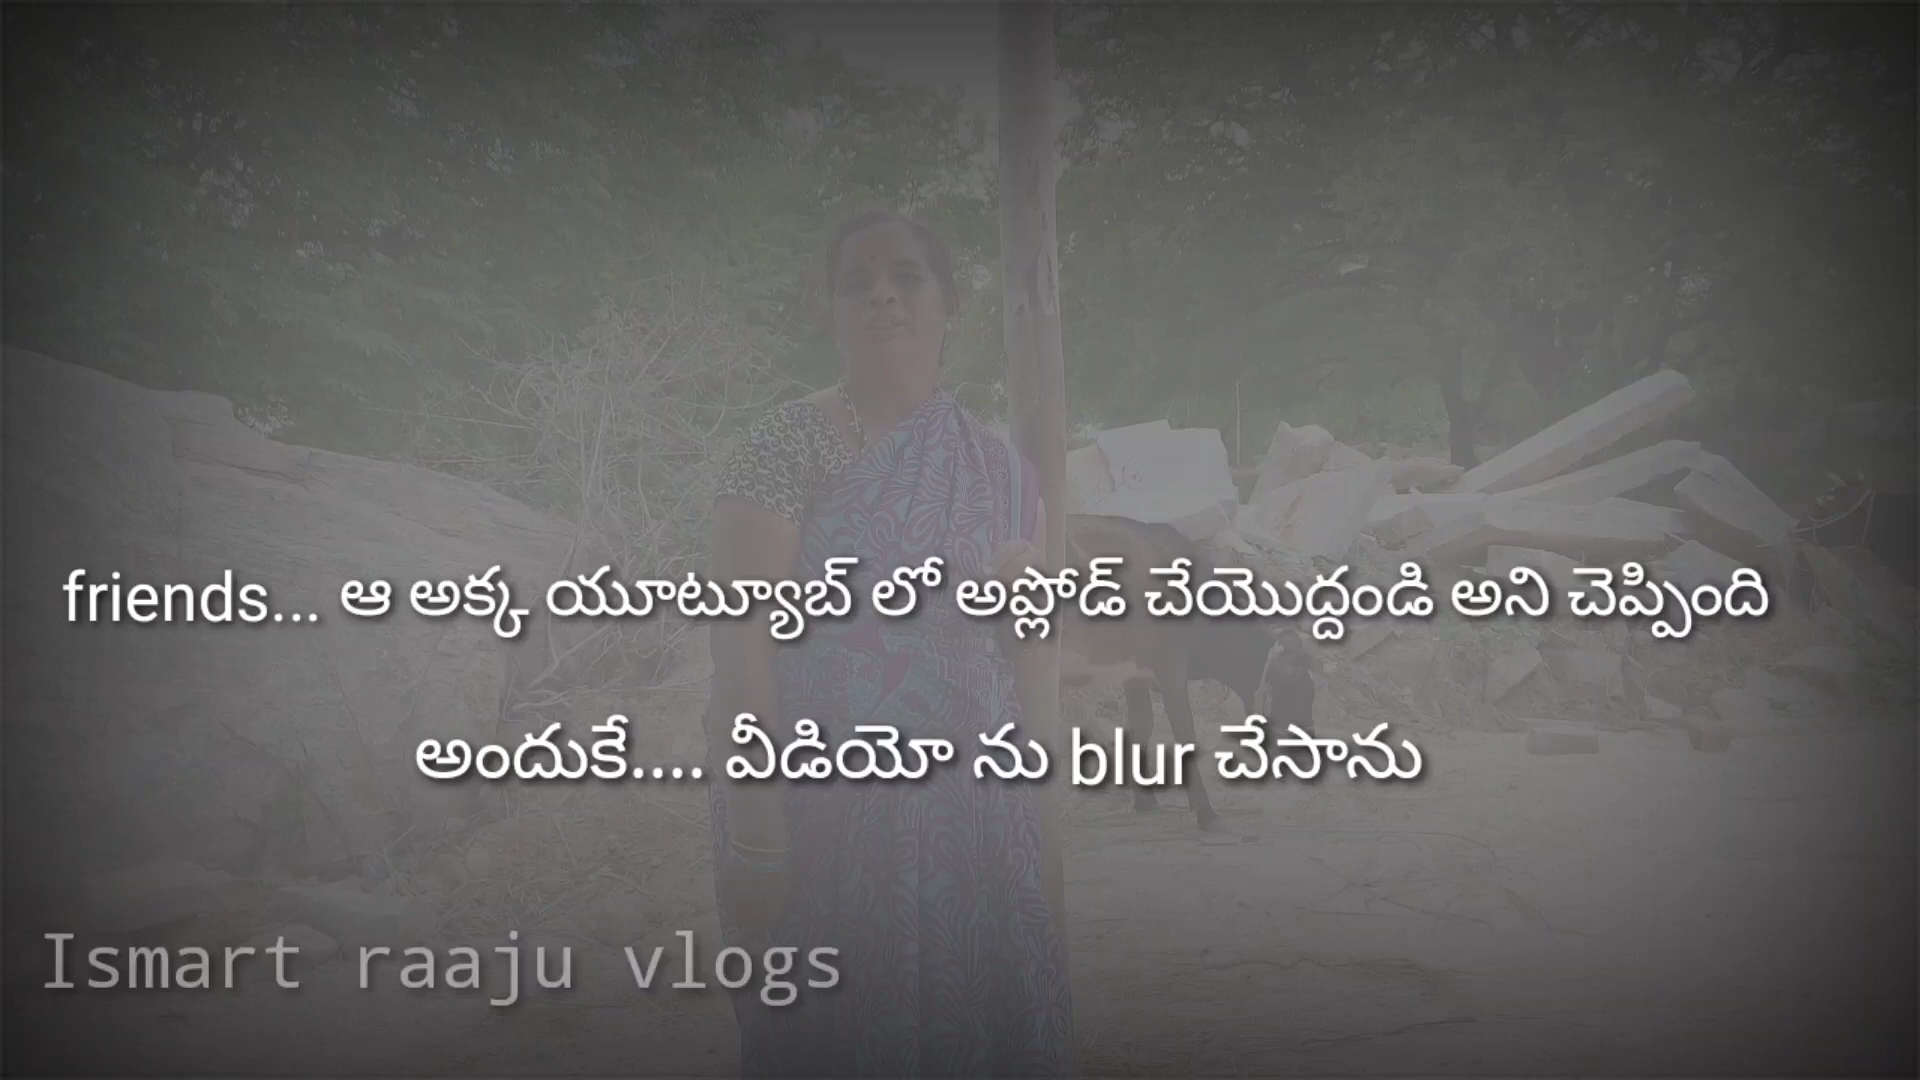 friends... ఆ అక్క యూట్యూబ్ లో అప్లోడ్ చేయొద్దండి అని చెప్పింది
అందుకే.... వీడియో ను blur చేసాను
Ismart raaju vlogs